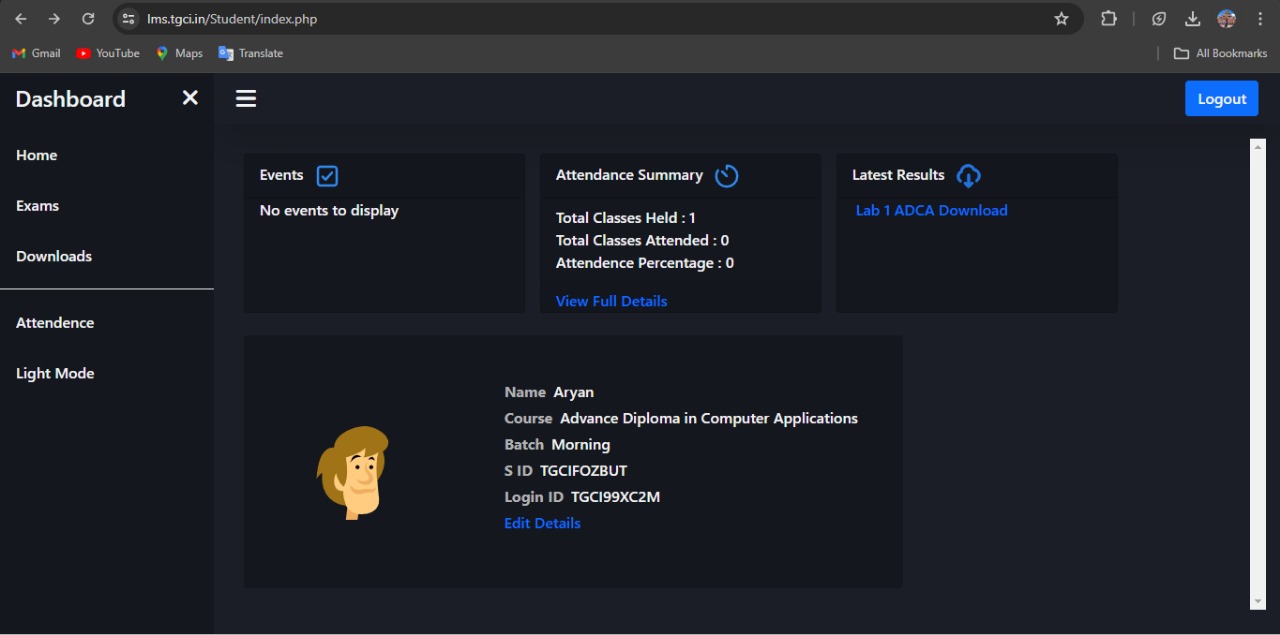 lms.tgci.in/Student/index.php
Gmail YouTube Maps Translate All Bookmarks
Dashboard
Logout
Home
Exams
Downloads
Attendence
Light Mode
Events
No events to display
Attendance Summary
Total Classes Held : 1
Total Classes Attended : 0
Attendence Percentage : 0
View Full Details
Latest Results
Lab 1 ADCA Download
Name Aryan
Course Advance Diploma in Computer Applications
Batch Morning
S ID TGCIFOZBUT
Login ID TGCI99XC2M
Edit Details